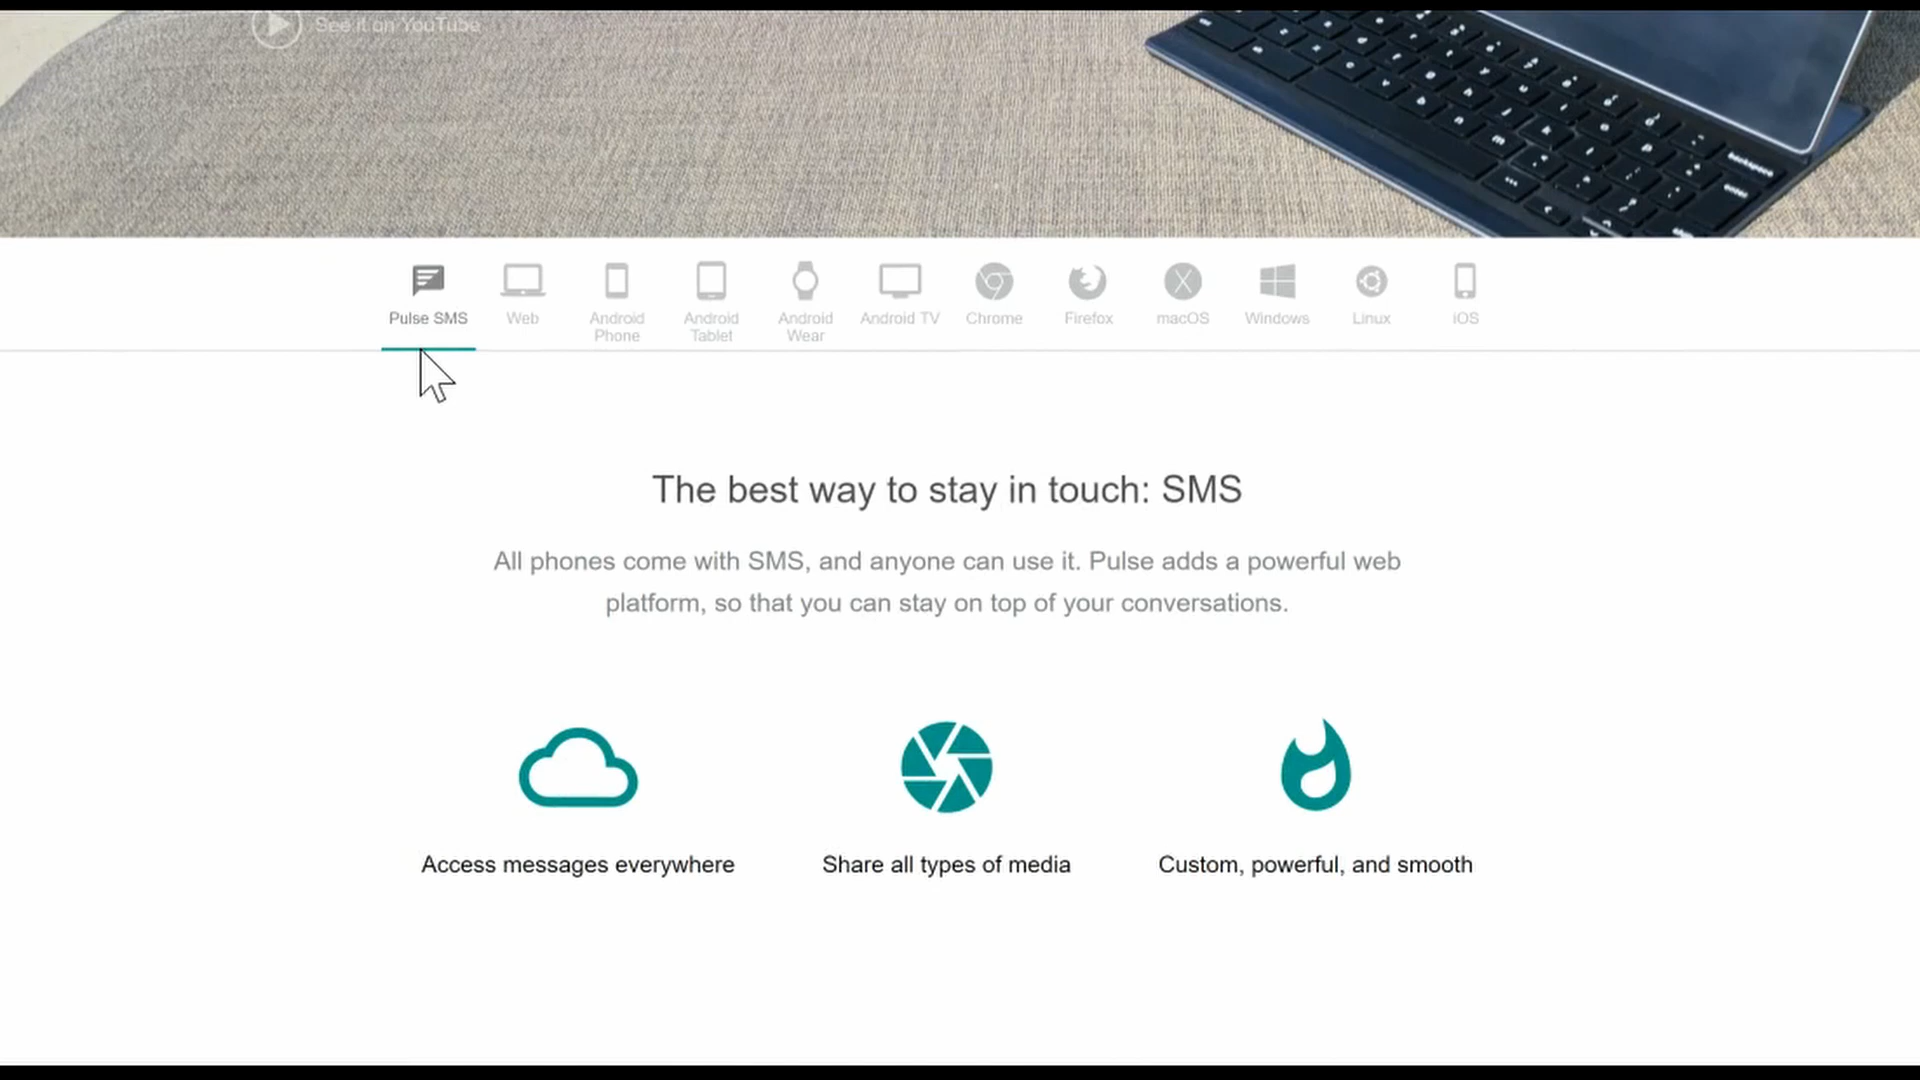 See it on YouTube
backspace
enter
Pulse SMS
Web
Android
Phone
Android
Tablet
Android
Wear
Android TV
Chrome
Firefox
macOS
Windows
Linux
iOS
The best way to stay in touch: SMS
All phones come with SMS, and anyone can use it. Pulse adds a powerful web
platform, so that you can stay on top of your conversations.
Access messages everywhere
Share all types of media
Custom, powerful, and smooth